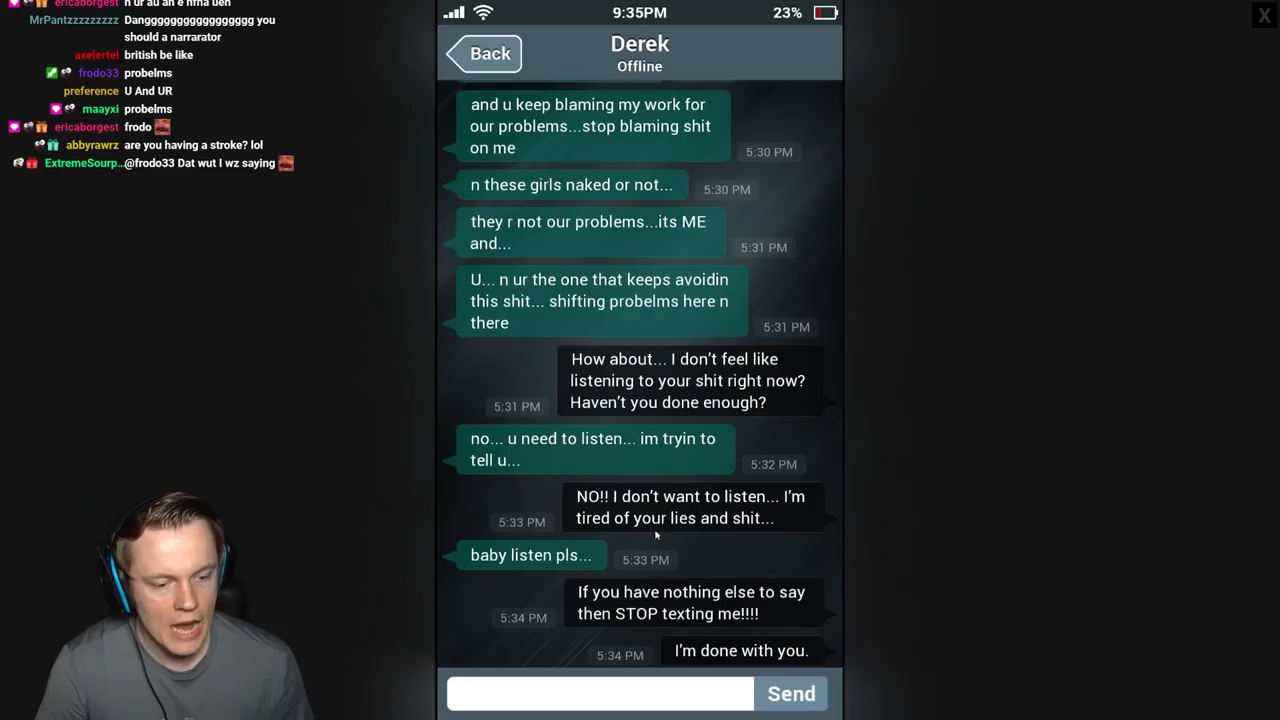 ericaborgest
MrPantzzzzzzzzz Danggggggggggggggggg you
should a narrarator
axelertel british be like
frodo33 probelms
preference U And UR
maayxi probelms
ericaborgest frodo
abbyrawrz are you having a stroke? lol
ExtremeSourp...@frodo33 Dat wut I wz saying
X
9:35PM
23%
Back
Derek
Offline
and u keep blaming my work for
our problems...stop blaming shit
on me
5:30 PM
n these girls naked or not...
5:30 PM
they r not our problems...its ME
and...
5:31 PM
U... n ur the one that keeps avoidin
this shit... shifting probelms here n
there
5:31 PM
How about... I don't feel like
listening to your shit right now?
Haven't you done enough?
5:31 PM
no... u need to listen... im tryin to
tell u...
5:32 PM
NO!! I don't want to listen... I'm
tired of your lies and shit...
5:33 PM
baby listen pls...
5:33 PM
If you have nothing else to say
then STOP texting me!!!!
5:34 PM
I'm done with you.
5:34 PM
Send